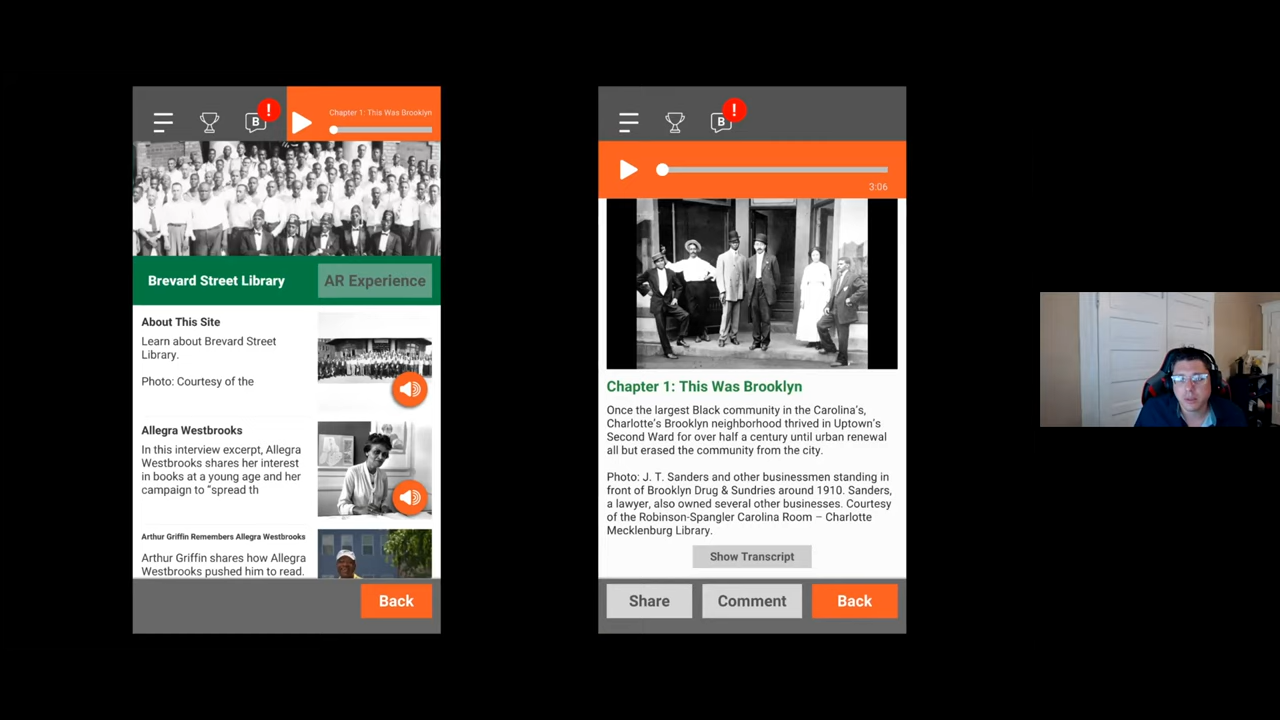 B
!
Chapter 1: This Was Brooklyn
Brevard Street Library
AR Experience
About This Site
Learn about Brevard Street
Library.
Photo: Courtesy of the
Allegra Westbrooks
In this interview excerpt, Allegra
Westbrooks shares her interest
in books at a young age and her
campaign to “spread th
Arthur Griffin Remembers Allegra Westbrooks
Arthur Griffin shares how Allegra
Westbrooks pushed him to read.
Back
B
!
3:06
Chapter 1: This Was Brooklyn
Once the largest Black community in the Carolina’s,
Charlotte’s Brooklyn neighborhood thrived in Uptown’s
Second Ward for over half a century until urban renewal
all but erased the community from the city.
Photo: J. T. Sanders and other businessmen standing in
front of Brooklyn Drug & Sundries around 1910. Sanders,
a lawyer, also owned several other businesses. Courtesy
of the Robinson-Spangler Carolina Room – Charlotte
Mecklenburg Library.
Show Transcript
Share
Comment
Back